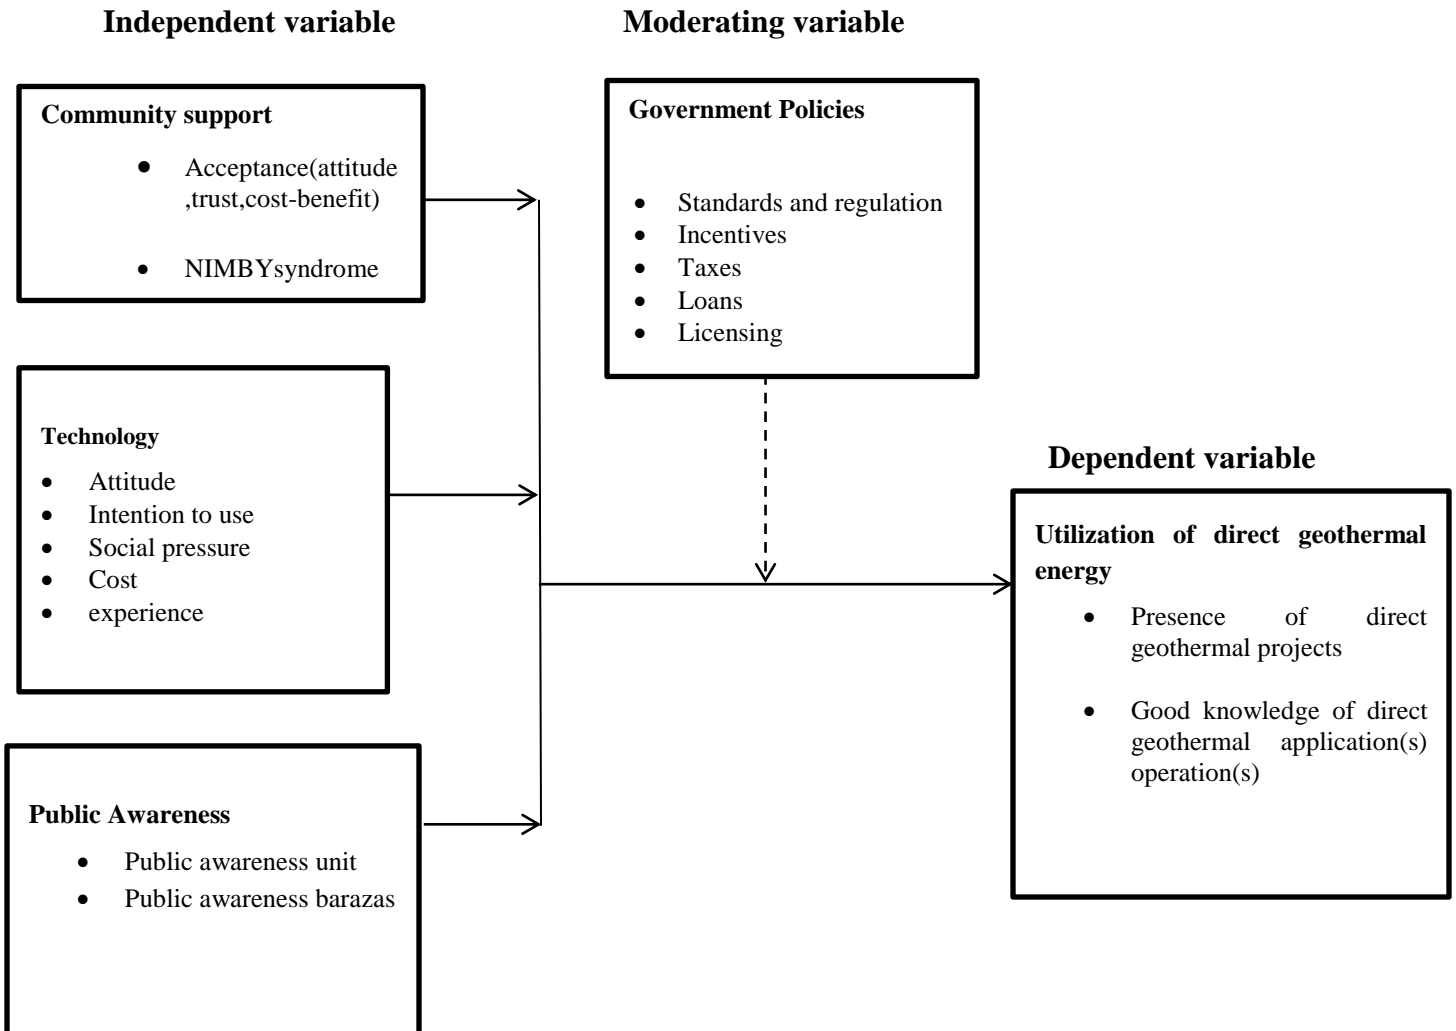 Independent variable
Moderating variable
Community support
• Acceptance(attitude
,trust,cost-benefit)
• NIMBYsyndrome
Government Policies
• Standards and regulation
• Incentives
• Taxes
• Loans
• Licensing
Technology
• Attitude
• Intention to use
• Social pressure
• Cost
• experience
Dependent variable
Utilization of direct geothermal
energy
• Presence of direct
geothermal projects
• Good knowledge of direct
geothermal application(s)
operation(s)
Public Awareness
• Public awareness unit
• Public awareness barazas